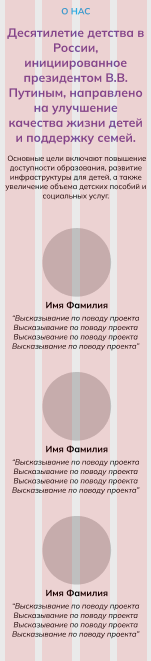 О НАС
Десятилетие детства в
России,
инициированное
президентом В.В.
Путиным, направлено
на улучшение
качества жизни детей
и поддержку семей.
Основные цели включают повышение
доступности образования, развитие
инфраструктуры для детей, а также
увеличение объема детских пособий и
социальных услуг.
Имя Фамилия
“Высказывание по поводу проекта
Высказывание по поводу проекта
Высказывание по поводу проекта
Высказывание по поводу проекта”
Имя Фамилия
“Высказывание по поводу проекта
Высказывание по поводу проекта
Высказывание по поводу проекта
Высказывание по поводу проекта”
Имя Фамилия
“Высказывание по поводу проекта
Высказывание по поводу проекта
Высказывание по поводу проекта
Высказывание по поводу проекта”